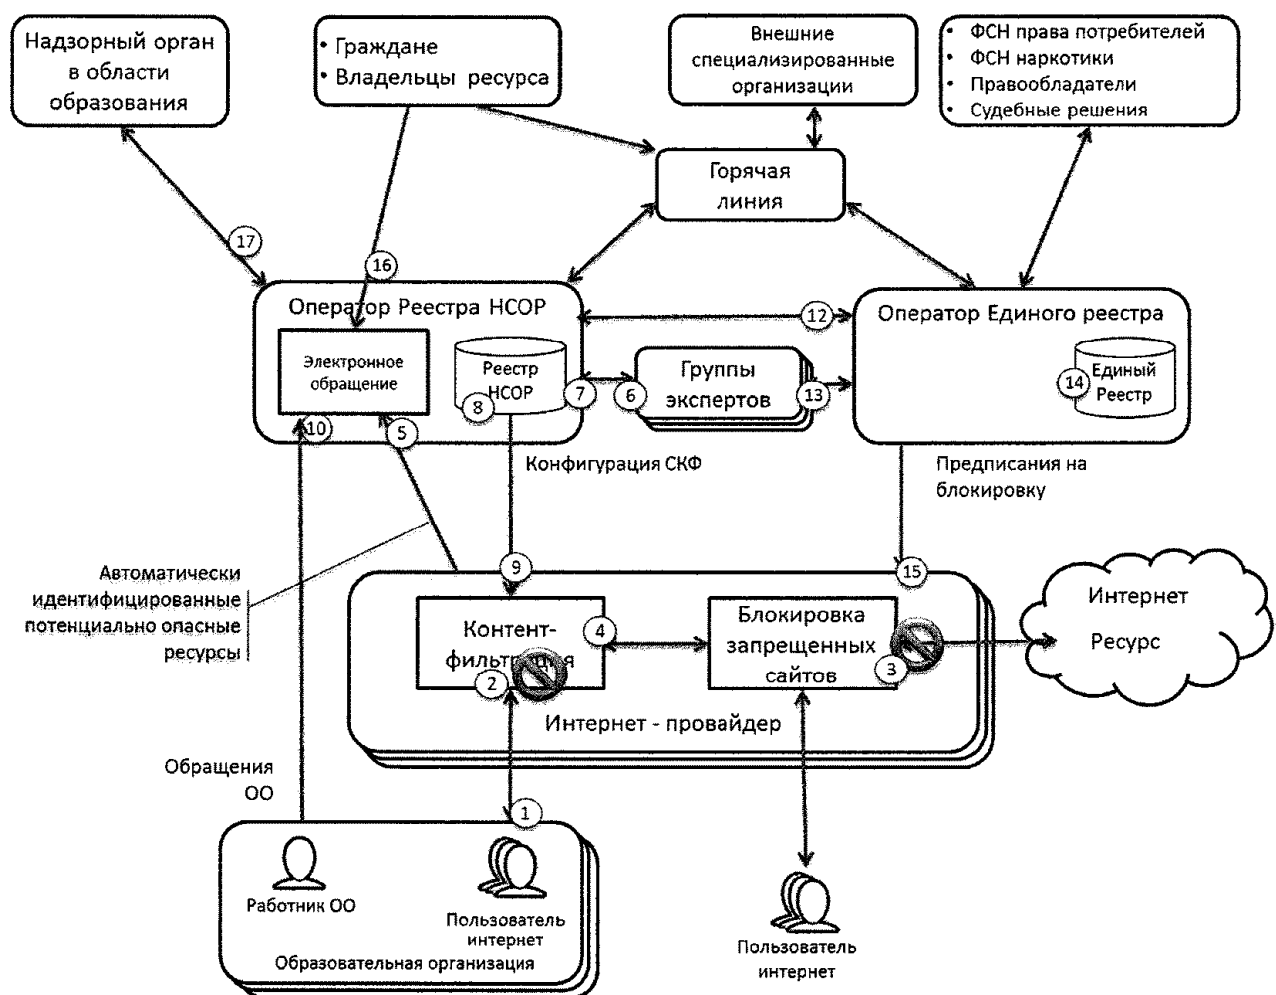 Надзорный орган
в области
образования
• Граждане
• Владельцы ресурса
Внешние
специализированные
организации
• ФСН права потребителей
• ФСН наркотики
• Правообладатели
• Судебные решения
Горячая
линия
17
16
Оператор Реестра НСОР
12
Оператор Единого реестра
Электронное
обращение
Реестр
НСОР
8
7
6
Группы
экспертов
13
14
Единый
Реестр
10
5
Конфигурация СКФ
Предписания на
блокировку
Автоматически
идентифицированные
потенциально опасные
ресурсы
9
15
Контент-
фильтрация
2
4
Блокировка
запрещенных
сайтов
3
Интернет
Ресурс
Интернет - провайдер
Обращения
ОО
1
Работник ОО
Пользователь
интернет
Образовательная организация
Пользователь
интернет